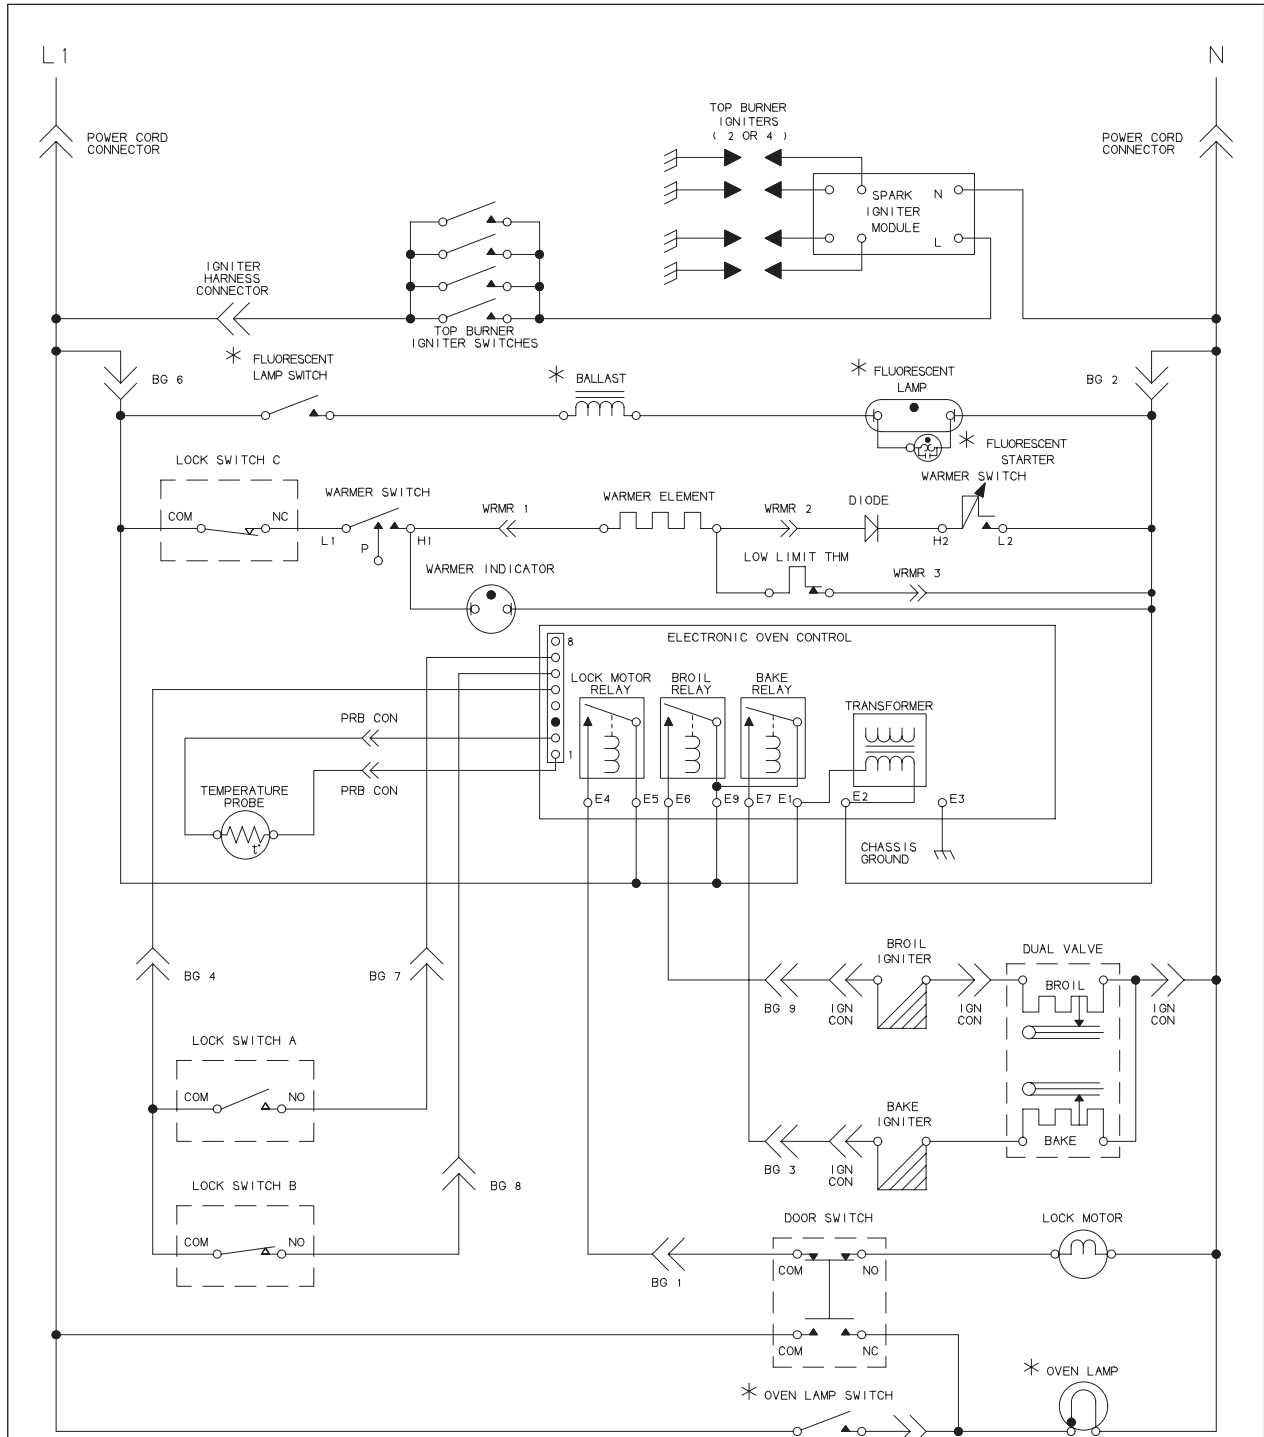 L1
N
POWER CORD
CONNECTOR
POWER CORD
CONNECTOR
TOP BURNER
IGNITERS
( 2 OR 4 )
SPARK
IGNITER
MODULE
N
L
IGNITER
HARNESS
CONNECTOR
TOP BURNER
IGNITER SWITCHES
BG 6
* FLUORESCENT
LAMP SWITCH
* BALLAST
* FLUORESCENT
LAMP
BG 2
* FLUORESCENT
STARTER
LOCK SWITCH C
COM
NC
WARMER SWITCH
L1
P
H1
WRMR 1
WARMER ELEMENT
WRMR 2
DIODE
WARMER SWITCH
H2
L2
LOW LIMIT THM
WRMR 3
WARMER INDICATOR
ELECTRONIC OVEN CONTROL
8
1
LOCK MOTOR
RELAY
BROIL
RELAY
BAKE
RELAY
TRANSFORMER
PRB CON
PRB CON
TEMPERATURE
PROBE
t°
E4
E5
E6
E9
E7
E1
E2
E3
CHASSIS
GROUND
BG 4
BG 7
BG 9
IGN
CON
BROIL
IGNITER
IGN
CON
DUAL VALVE
BROIL
IGN
CON
LOCK SWITCH A
COM
NO
BG 3
IGN
CON
BAKE
IGNITER
BAKE
LOCK SWITCH B
COM
NO
BG 8
BG 1
DOOR SWITCH
COM
NO
COM
NC
LOCK MOTOR
* OVEN LAMP SWITCH
* OVEN LAMP